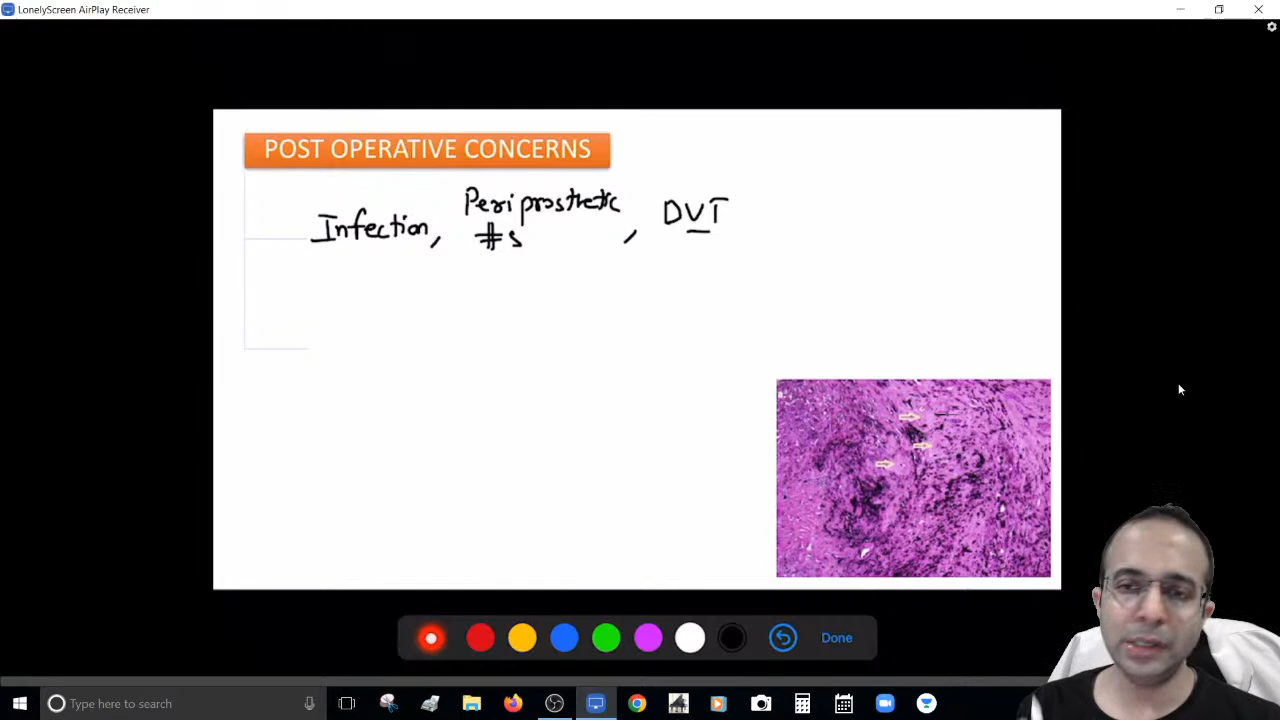 LonelyScreen AirPlay Receiver
POST OPERATIVE CONCERNS
Infection, Periprosthetic #s, DVT
Done
Type here to search